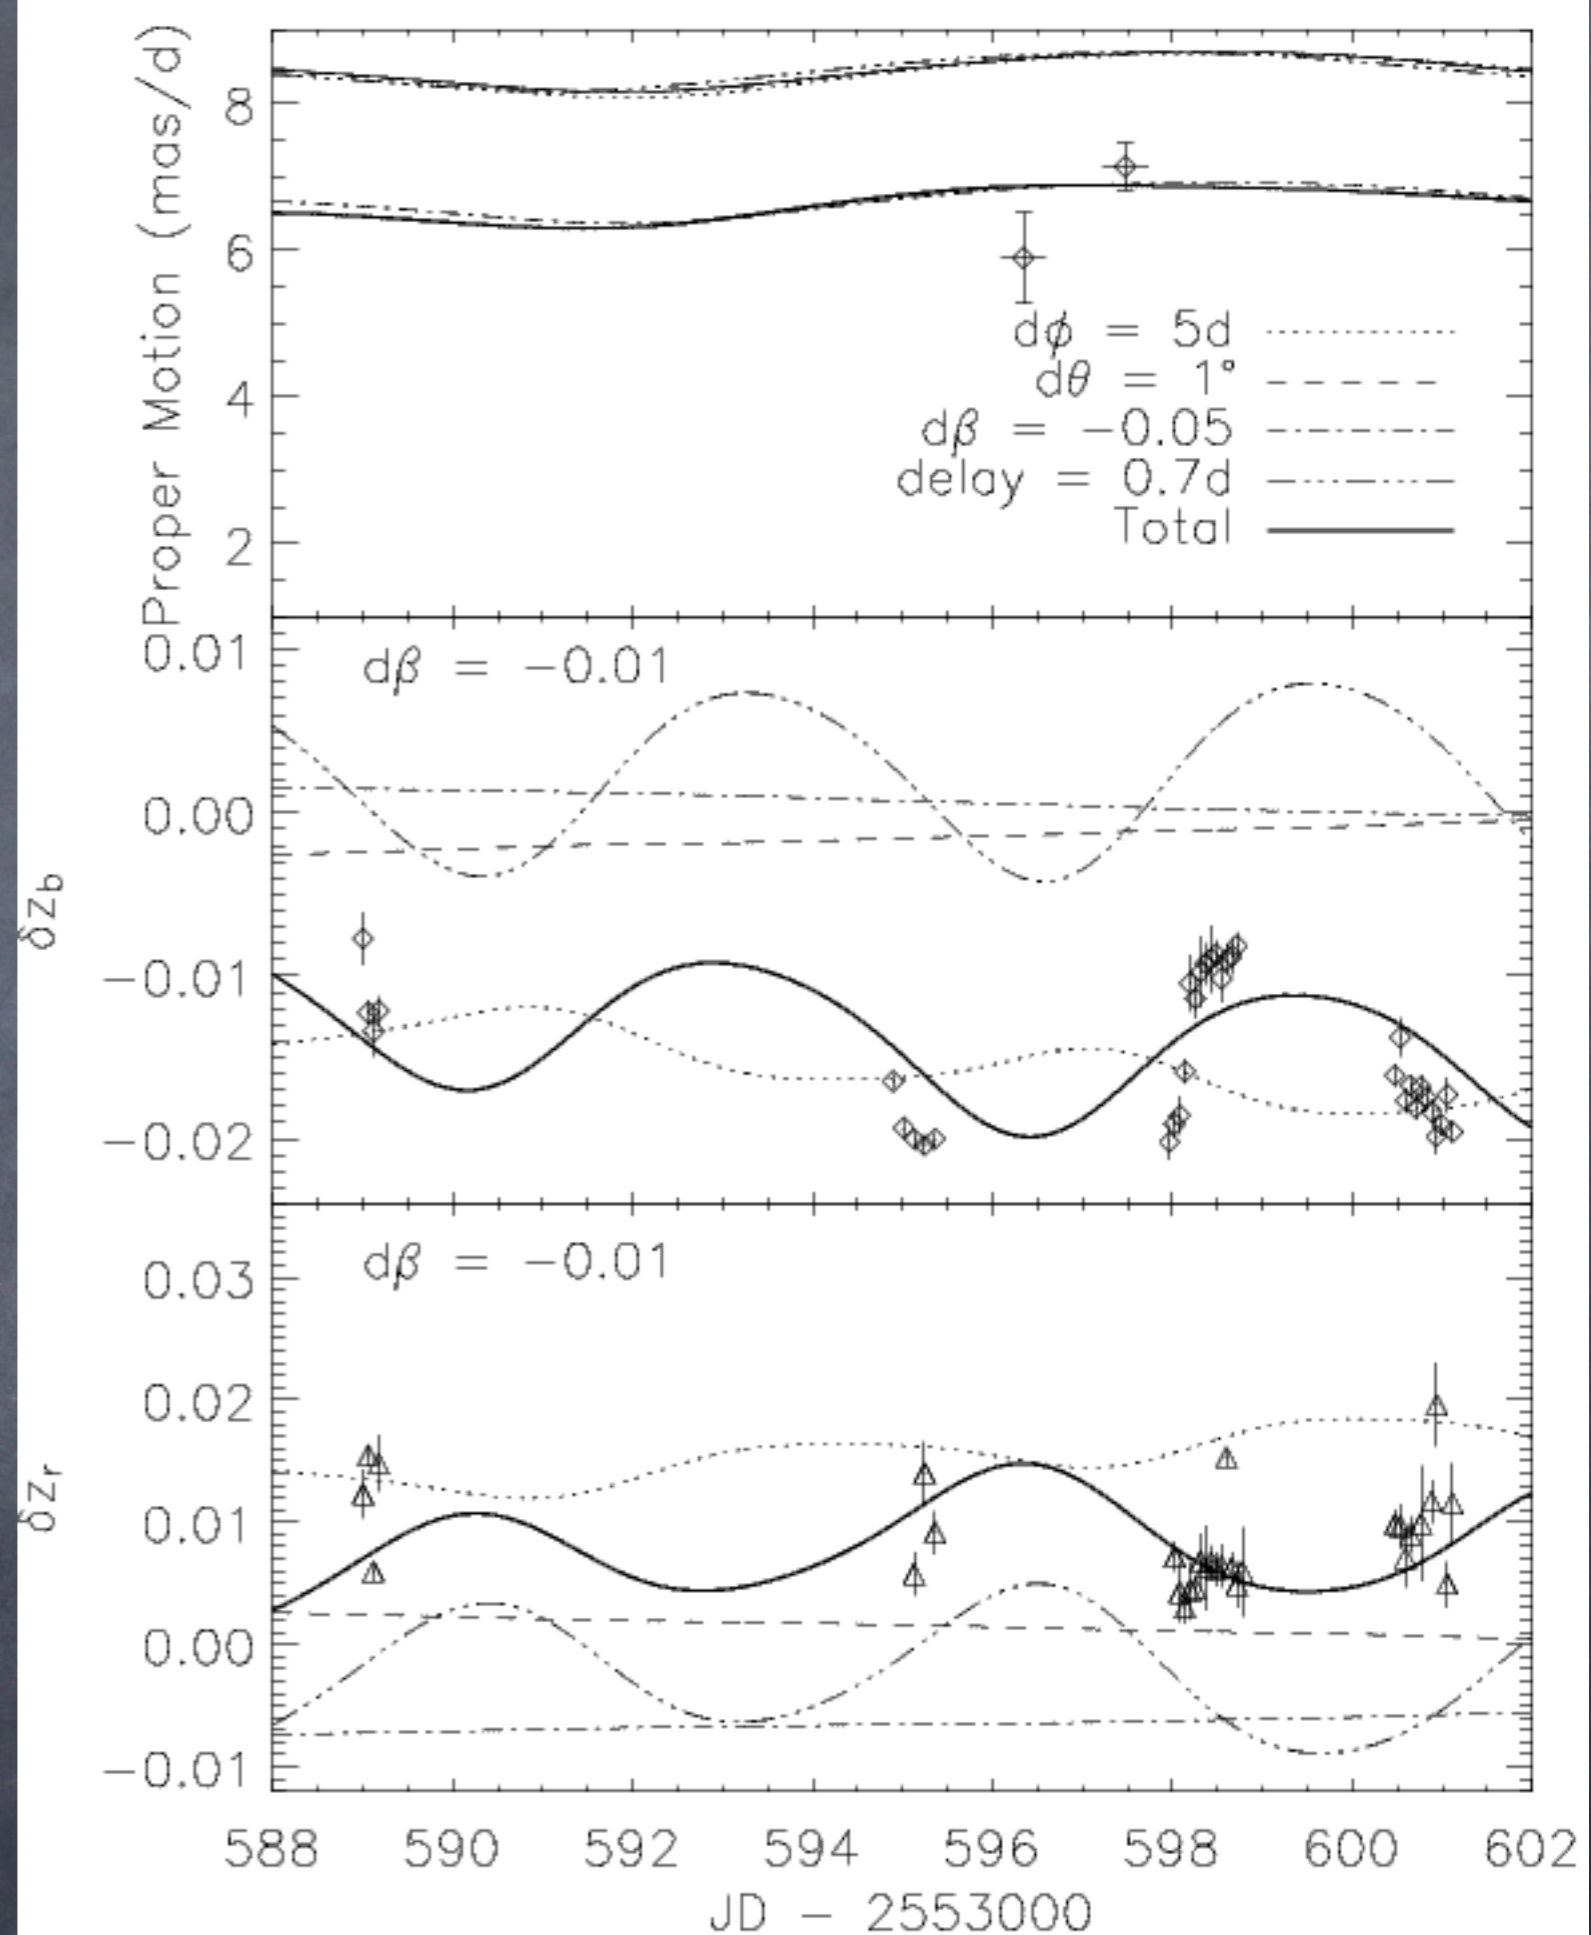 Proper Motion (mas/d)
8
6
4
2
dϕ = 5d
dθ = 1°
dβ = −0.05
delay = 0.7d
Total
δz_b
0.01
0.00
−0.01
−0.02
dβ = −0.01
δz_r
0.03
0.02
0.01
0.00
−0.01
dβ = −0.01
588 590 592 594 596 598 600 602
JD − 2553000